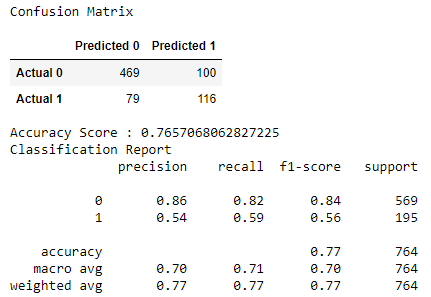 Confusion Matrix
Predicted 0 Predicted 1
Actual 0 469 100
Actual 1 79 116
Accuracy Score : 0.7657068062827225
Classification Report
precision recall f1-score support
0 0.86 0.82 0.84 569
1 0.54 0.59 0.56 195
accuracy 0.77 764
macro avg 0.70 0.71 0.70 764
weighted avg 0.77 0.77 0.77 764